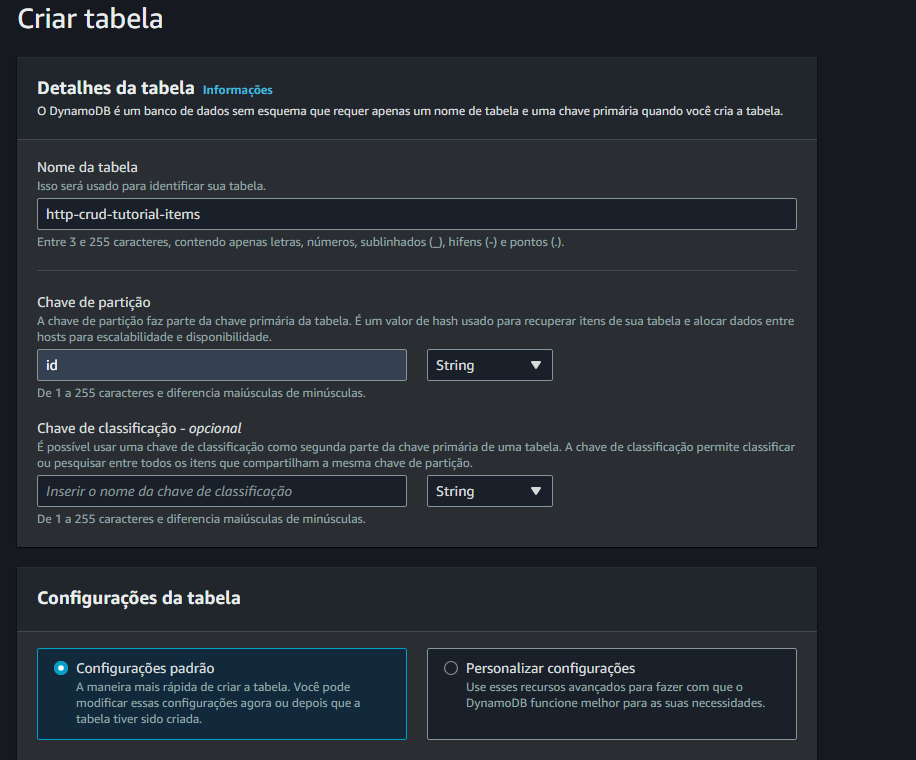 Criar tabela
Detalhes da tabela Informações
O DynamoDB é um banco de dados sem esquema que requer apenas um nome de tabela e uma chave primária quando você cria a tabela.
Nome da tabela
Isso será usado para identificar sua tabela.
http-crud-tutorial-items
Entre 3 e 255 caracteres, contendo apenas letras, números, sublinhados (_), hifens (-) e pontos (.).
Chave de partição
A chave de partição faz parte da chave primária da tabela. É um valor de hash usado para recuperar itens de sua tabela e alocar dados entre
hosts para escalabilidade e disponibilidade.
id String
De 1 a 255 caracteres e diferencia maiúsculas de minúsculas.
Chave de classificação - opcional
É possível usar uma chave de classificação como segunda parte da chave primária de uma tabela. A chave de classificação permite classificar
ou pesquisar entre todos os itens que compartilham a mesma chave de partição.
Inserir o nome da chave de classificação String
De 1 a 255 caracteres e diferencia maiúsculas de minúsculas.
Configurações da tabela
Configurações padrão
A maneira mais rápida de criar a tabela. Você pode
modificar essas configurações agora ou depois que a
tabela tiver sido criada.
Personalizar configurações
Use esses recursos avançados para fazer com que o
DynamoDB funcione melhor para as suas necessidades.